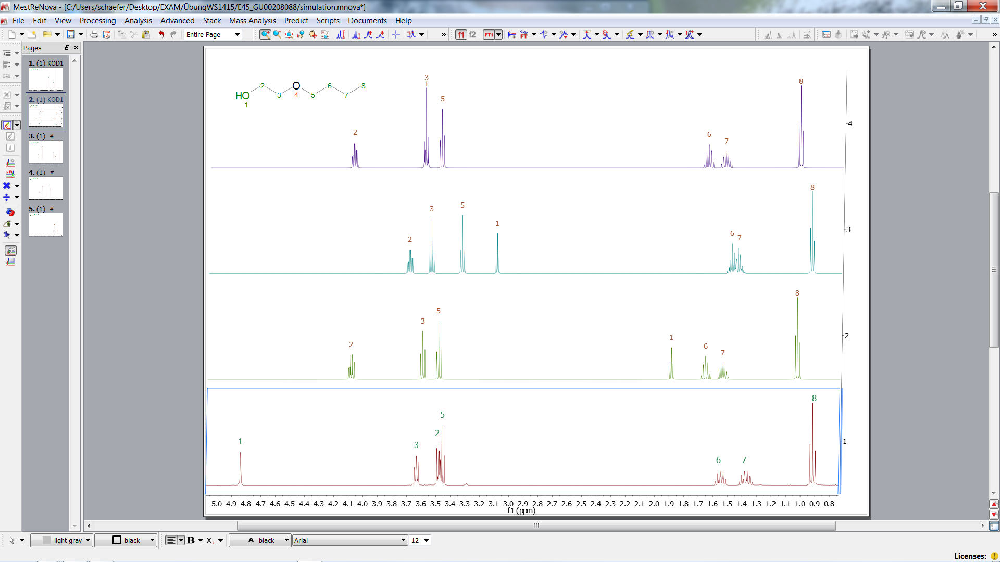 MestReNova - [C:/Users/schaefer/Desktop/EXAM/ÜbungWS1415/E45_GU00208088/simulation.mnova*]
File Edit View Processing Analysis Advanced Stack Mass Analysis Predict Scripts Documents Help
Entire Page » f1 f2 FT1 »
Pages
1. (1) KOD1
2. (1) KOD1
3. (1) #
4. (1) #
5. (1) #
2 O 6 8
HO 3 4 5 7
1
3
1
8
5
2
6
7
4
8
5
3
1
2
6
7
3
8
5
3
1
2
6
7
2
8
5
2
1
3
6
7
1
5.0 4.9 4.8 4.7 4.6 4.5 4.4 4.3 4.2 4.1 4.0 3.9 3.8 3.7 3.6 3.5 3.4 3.3 3.2 3.1 3.0 2.9 2.8 2.7 2.6 2.5 2.4 2.3 2.2 2.1 2.0 1.9 1.8 1.7 1.6 1.5 1.4 1.3 1.2 1.1 1.0 0.9 0.8
f1 (ppm)
light gray black B X₂ A black Arial 12
Licenses: